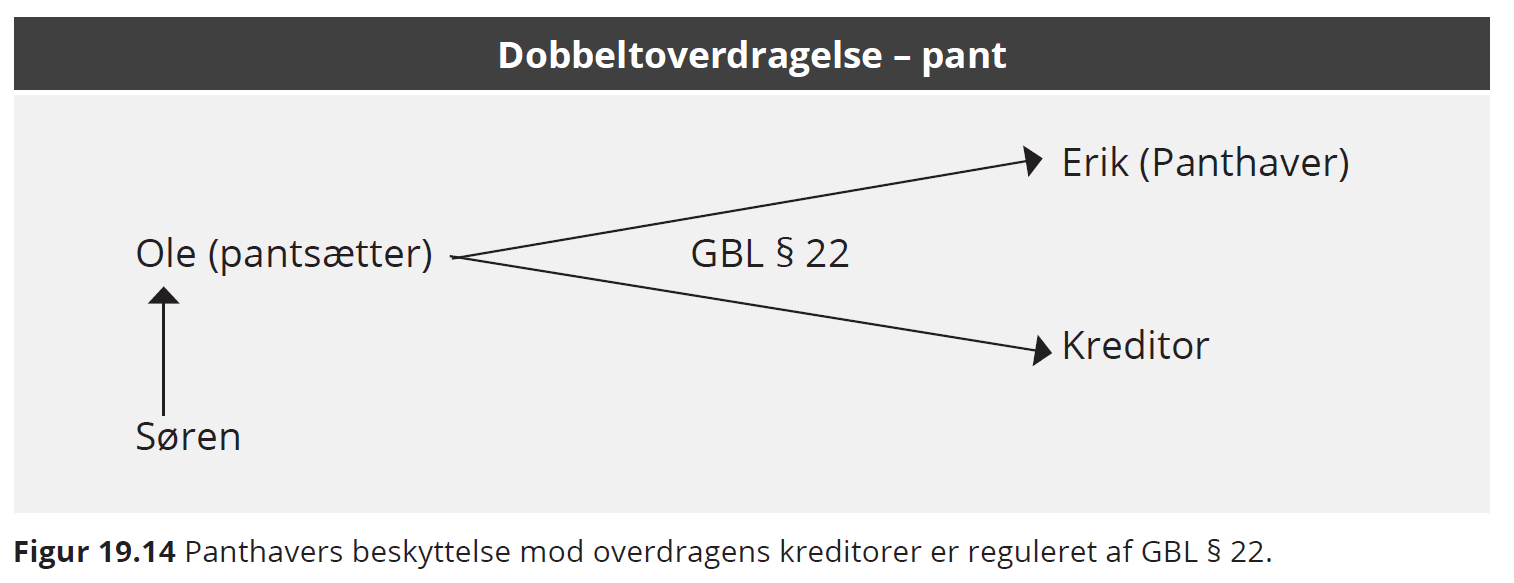 Dobbeltoverdragelse – pant
Erik (Panthaver)
Ole (pantsætter)
GBL § 22
Kreditor
Søren
Figur 19.14 Panthavers beskyttelse mod overdragens kreditorer er reguleret af GBL § 22.